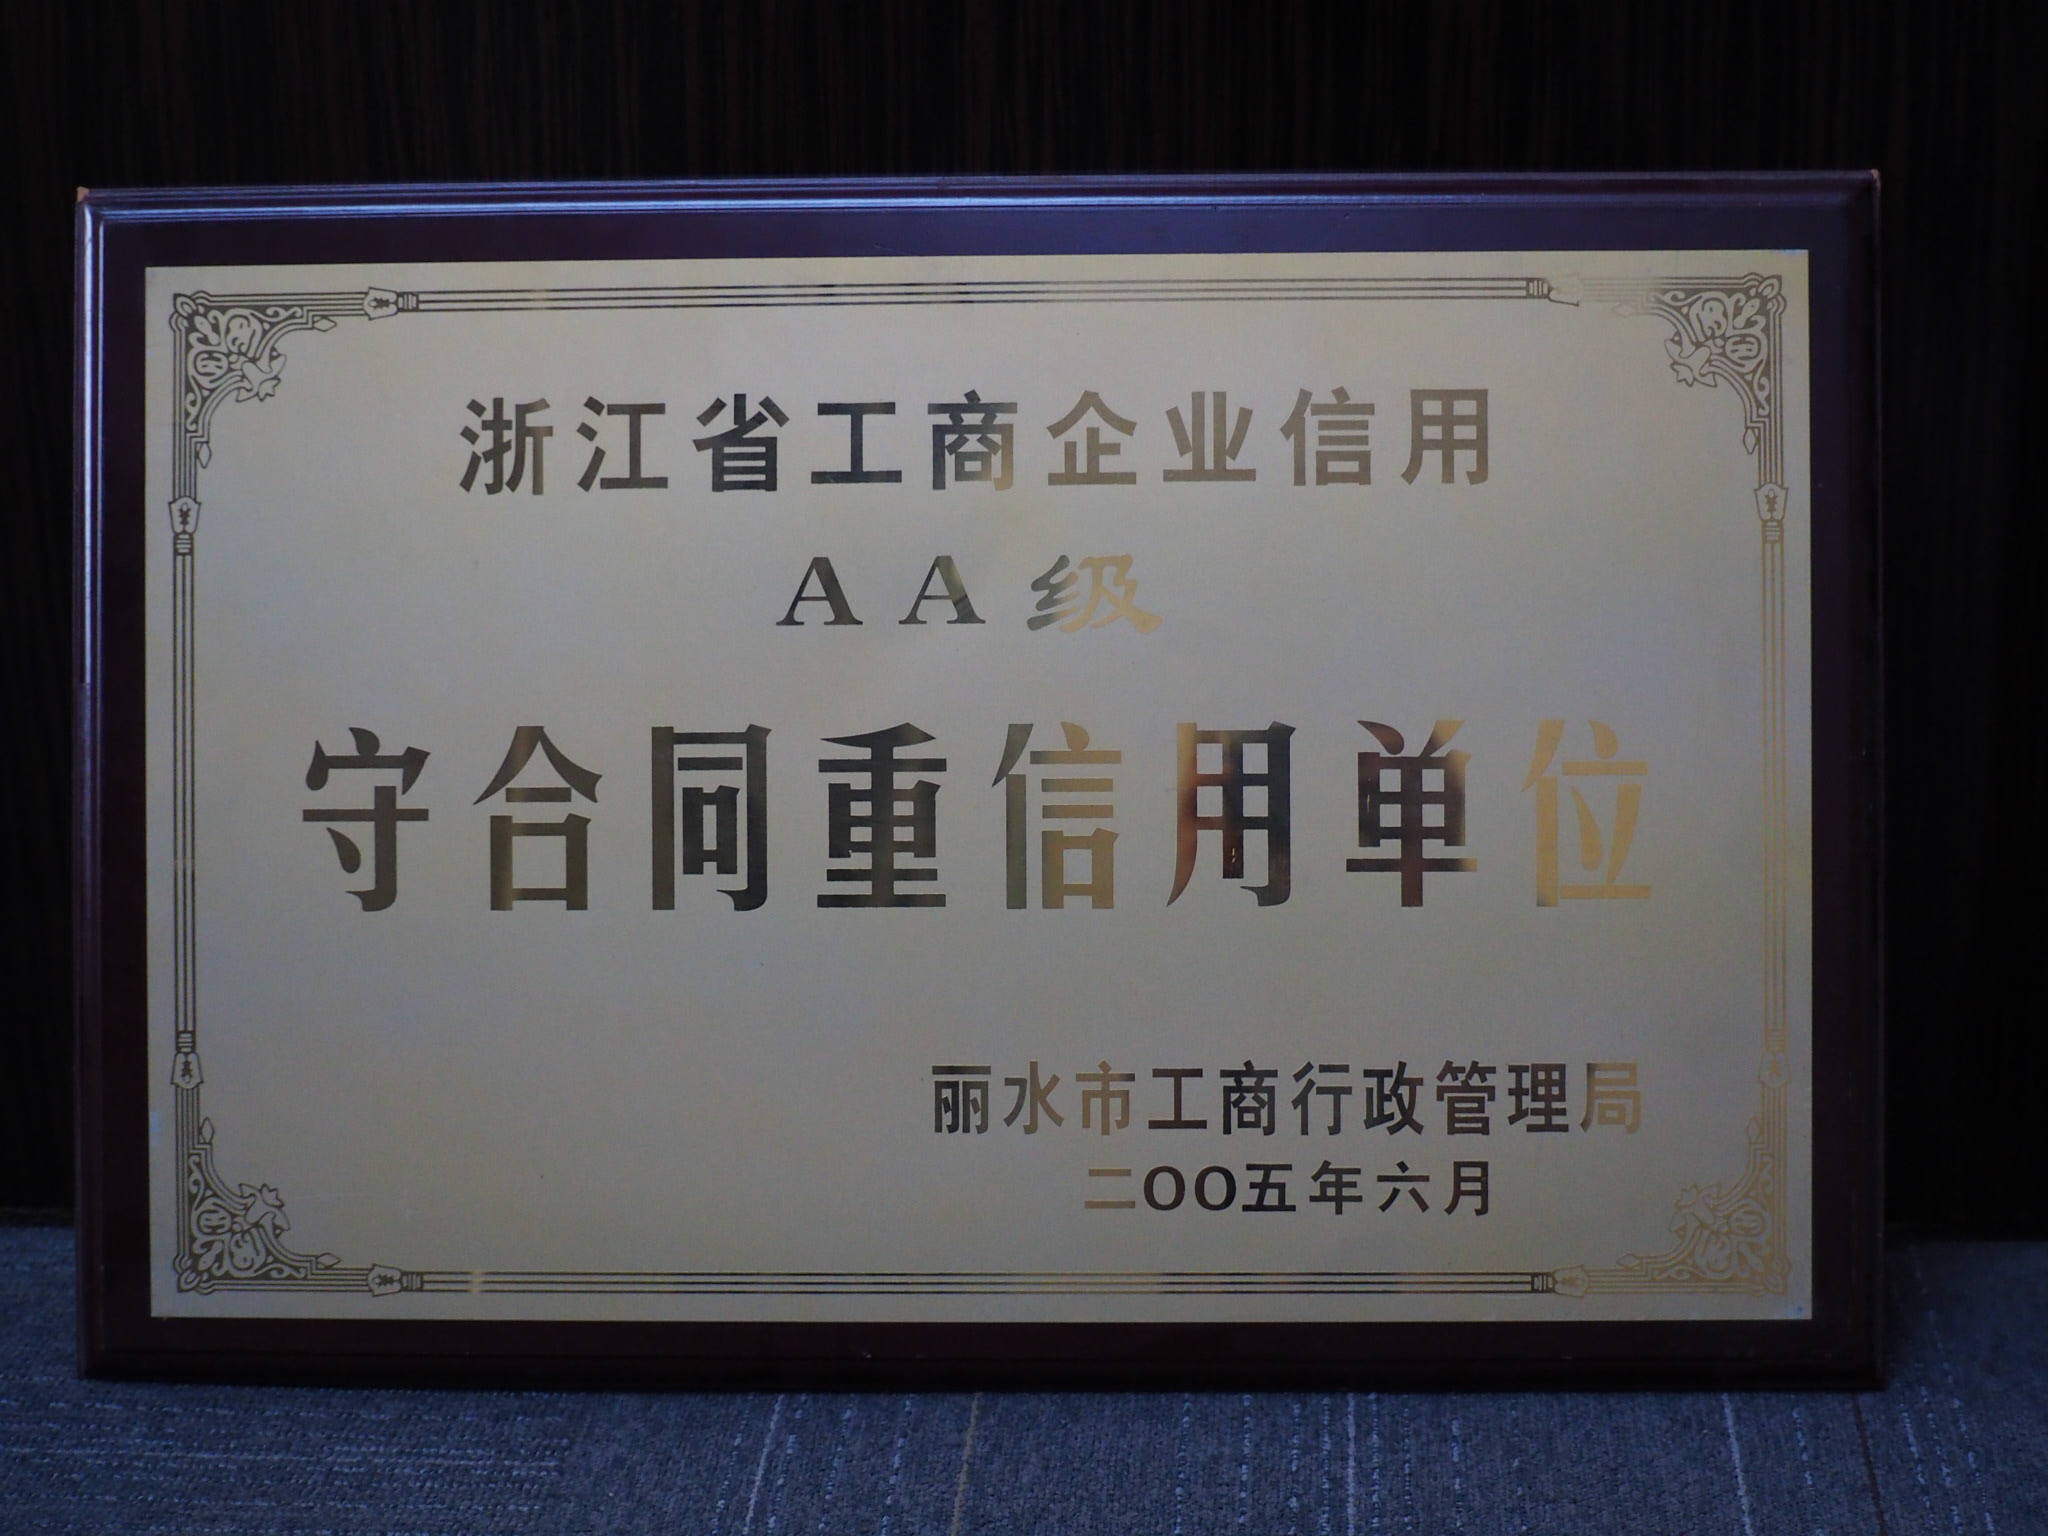 浙江省工商企业信用
AA级
守合同重信用单位
丽水市工商行政管理局
二OO五年六月